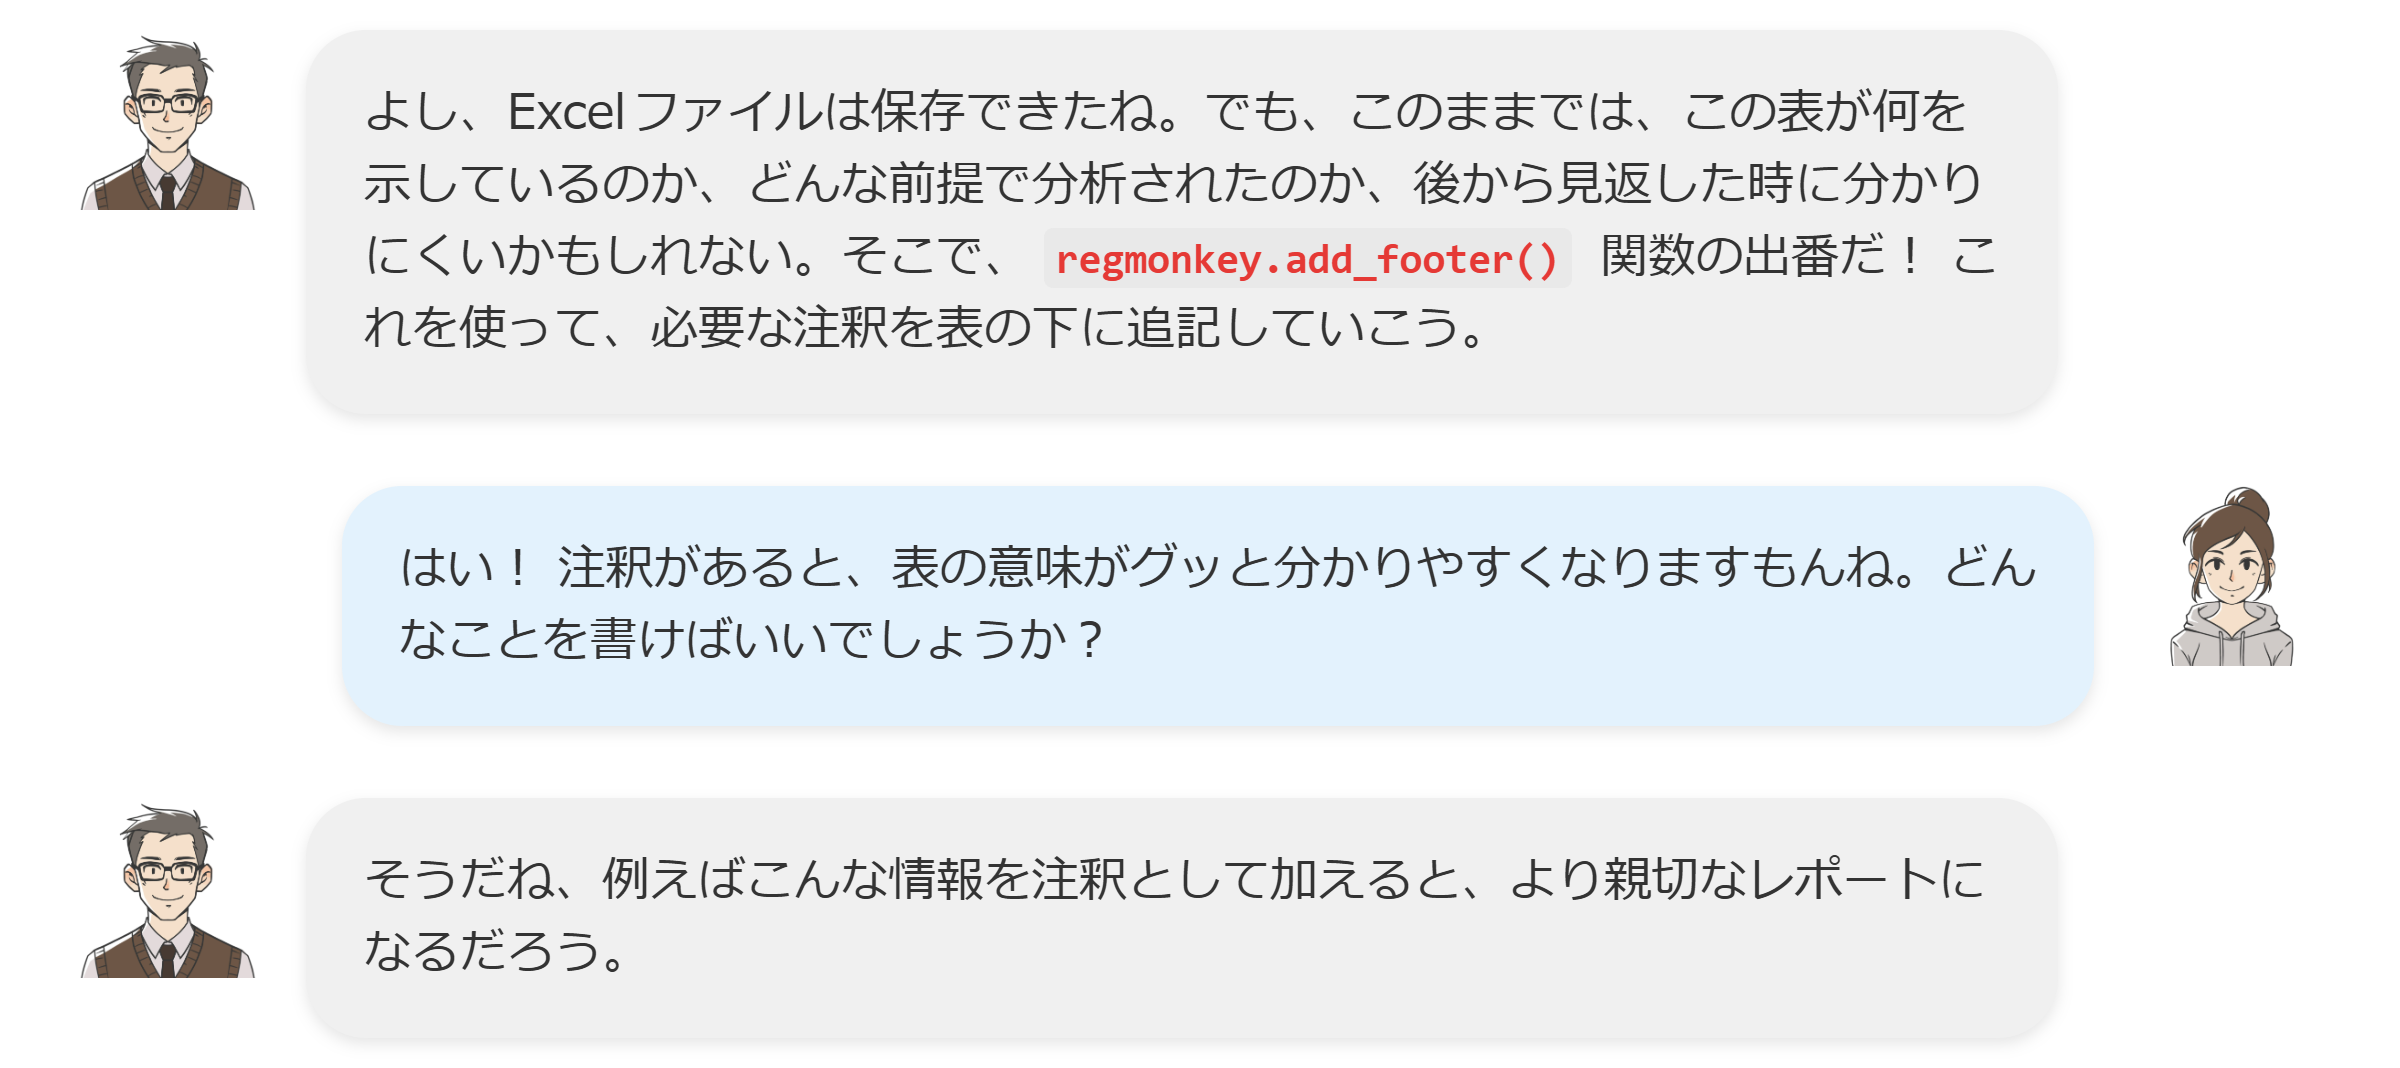 よし、Excelファイルは保存できたね。でも、このままでは、この表が何を
示しているのか、どんな前提で分析されたのか、後から見返した時に分かり
にくいかもしれない。そこで、 regmonkey.add_footer() 関数の出番だ！ こ
れを使って、必要な注釈を表の下に追記していこう。
はい！ 注釈があると、表の意味がグッと分かりやすくなりますもんね。どん
なことを書けばいいでしょうか？
そうだね、例えばこんな情報を注釈として加えると、より親切なレポートに
なるだろう。